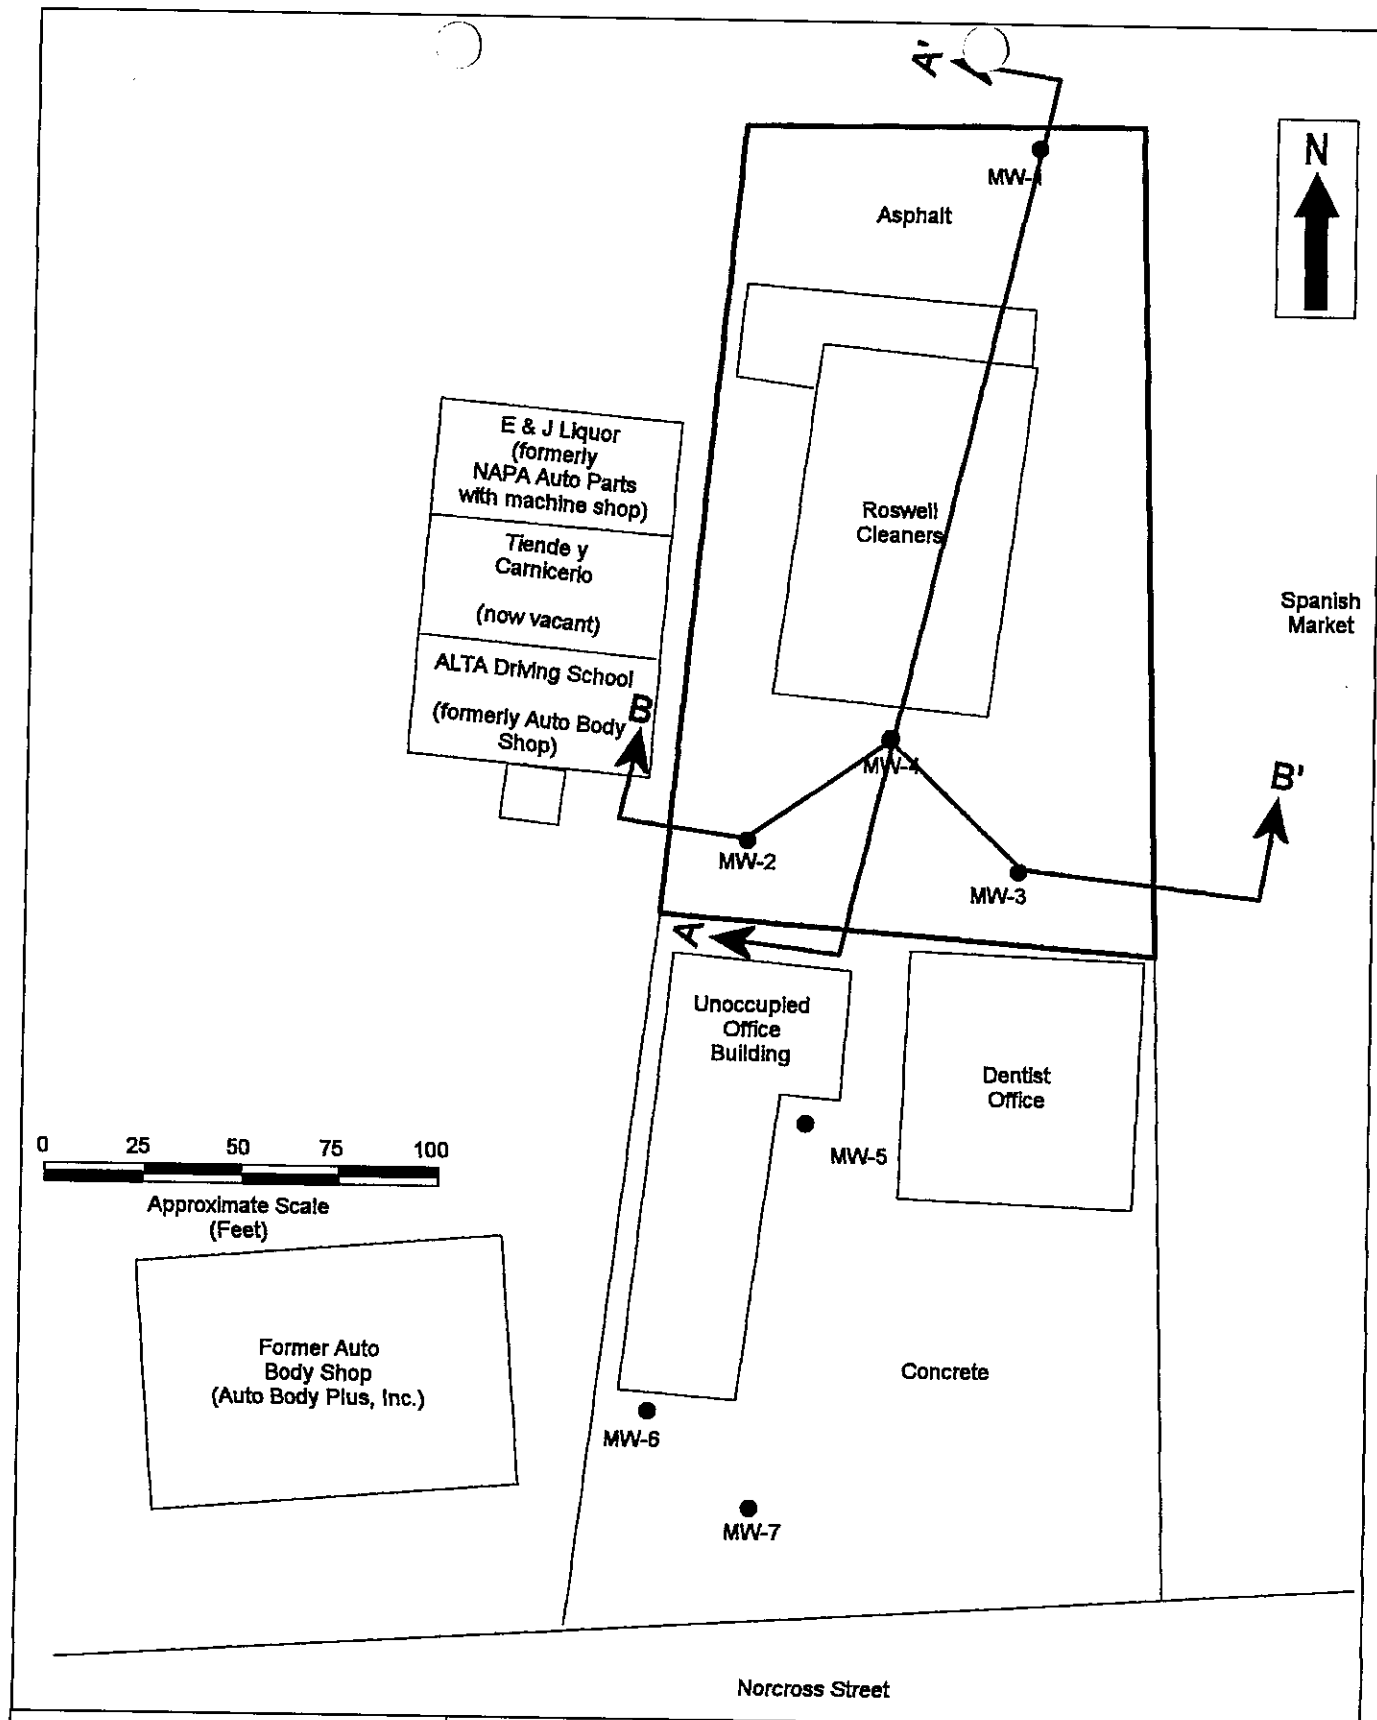 A'
N
MW-1
Asphalt
E & J Liquor
(formerly
NAPA Auto Parts
with machine shop)
Roswell
Cleaners
Tiende y
Carnicerio
(now vacant)
Spanish
Market
ALTA Driving School
(formerly Auto Body
Shop)
B
MW-4
B'
MW-2
MW-3
A
Unoccupied
Office
Building
Dentist
Office
MW-5
0 25 50 75 100
Approximate Scale
(Feet)
Former Auto
Body Shop
(Auto Body Plus, Inc.)
Concrete
MW-6
MW-7
Norcross Street